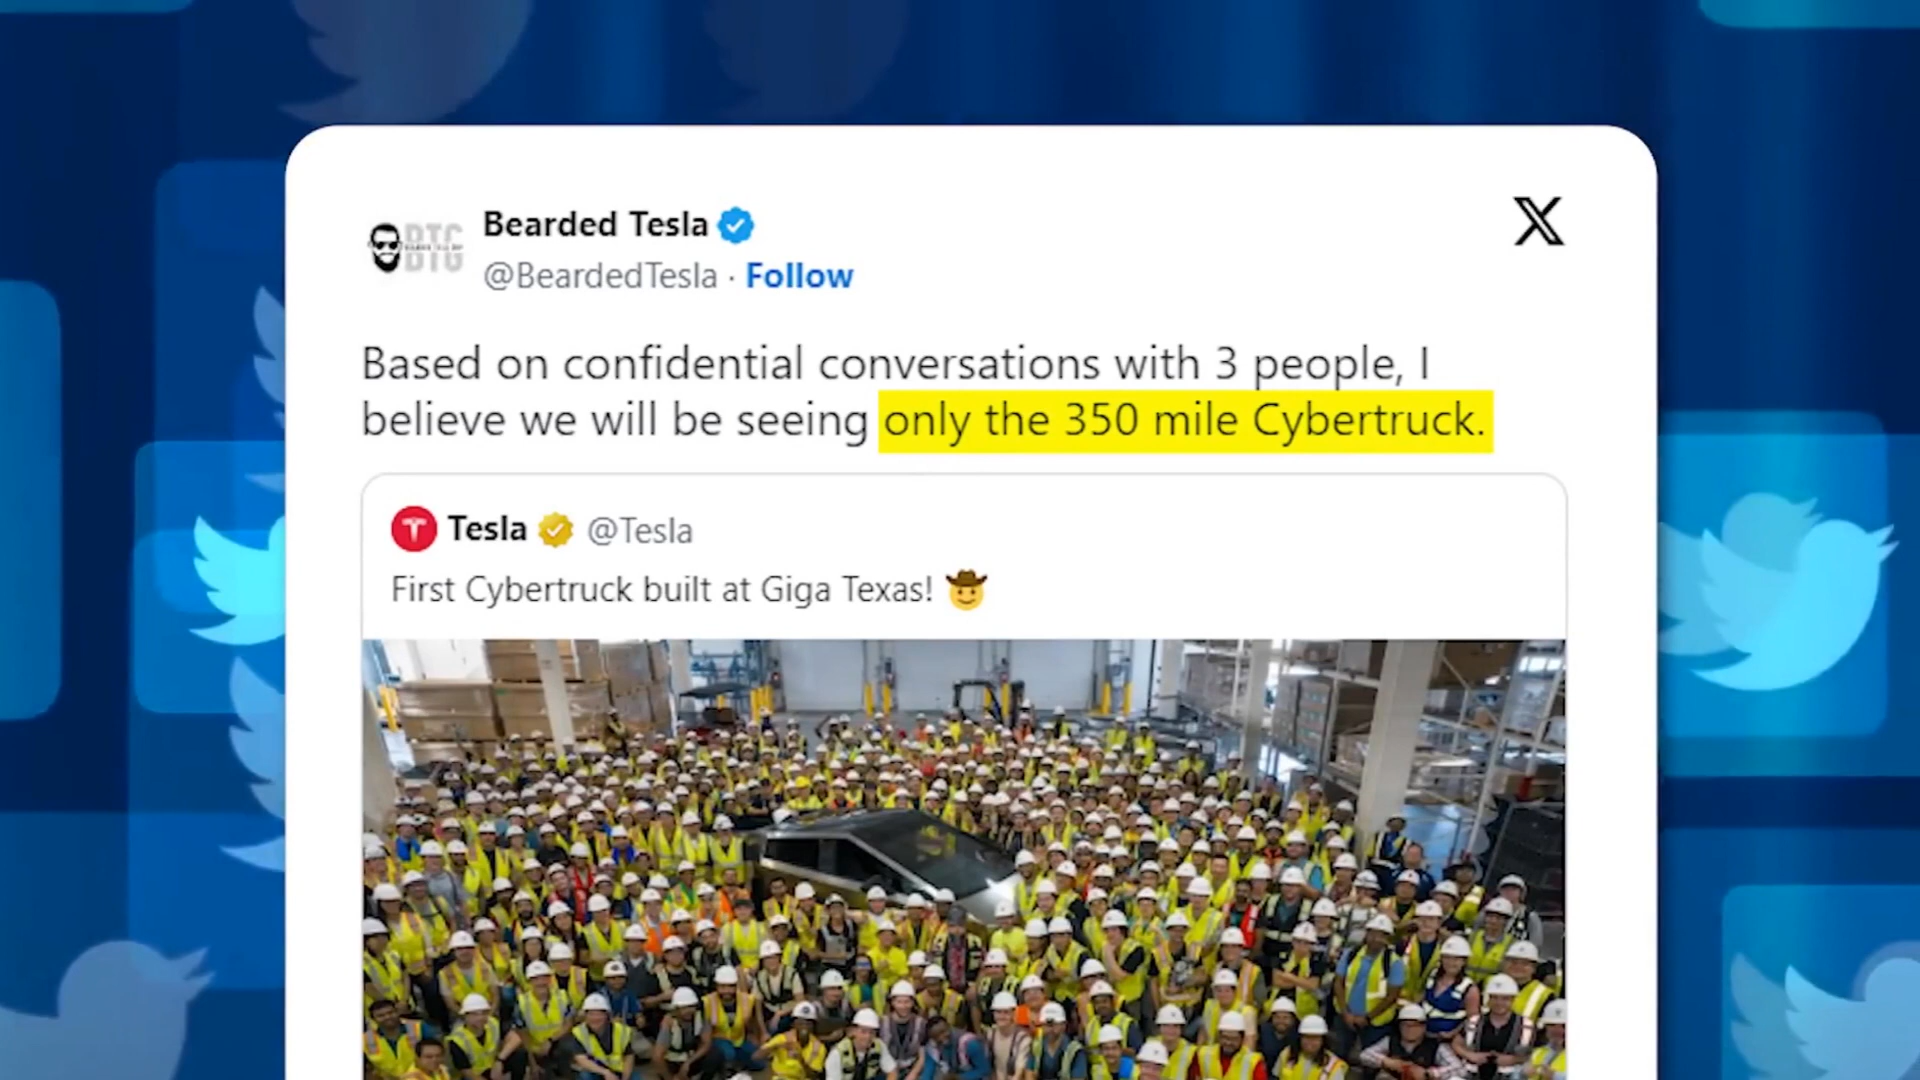 Bearded Tesla
@BeardedTesla · Follow
Based on confidential conversations with 3 people, I
believe we will be seeing only the 350 mile Cybertruck.
Tesla @Tesla
First Cybertruck built at Giga Texas! 🤠